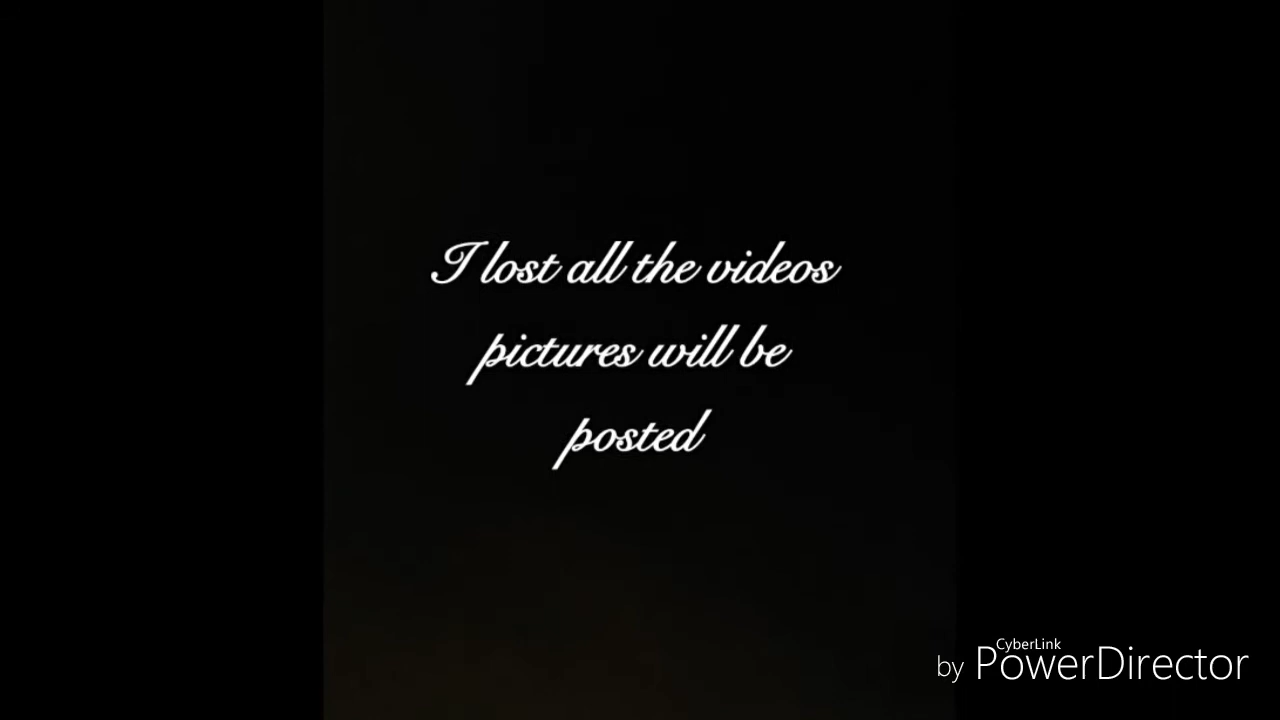 I lost all the videos
pictures will be
posted
CyberLink
by PowerDirector